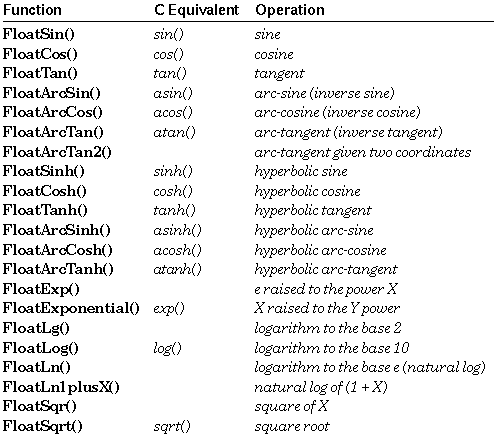 Function C Equivalent Operation
FloatSin() sin() sine
FloatCos() cos() cosine
FloatTan() tan() tangent
FloatArcSin() asin() arc-sine (inverse sine)
FloatArcCos() acos() arc-cosine (inverse cosine)
FloatArcTan() atan() arc-tangent (inverse tangent)
FloatArcTan2() arc-tangent given two coordinates
FloatSinh() sinh() hyperbolic sine
FloatCosh() cosh() hyperbolic cosine
FloatTanh() tanh() hyperbolic tangent
FloatArcSinh() asinh() hyperbolic arc-sine
FloatArcCosh() acosh() hyperbolic arc-cosine
FloatArcTanh() atanh() hyperbolic arc-tangent
FloatExp() e raised to the power X
FloatExponential() exp() X raised to the Y power
FloatLg() logarithm to the base 2
FloatLog() log() logarithm to the base 10
FloatLn() logarithm to the base e (natural log)
FloatLn1plusX() natural log of (1 + X)
FloatSqr() square of X
FloatSqrt() sqrt() square root